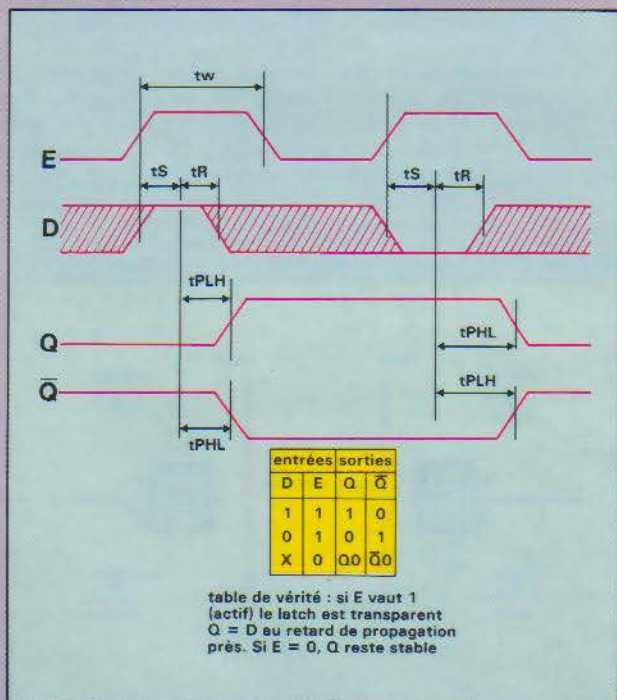 tw
E
tS tR tS tR
D
tPLH
Q
tPHL
Q̅
tPLH
tPHL
entrées sorties
D E Q Q̅
1 1 1 0
0 1 0 1
X 0 Q0 Q̅0
table de vérité : si E vaut 1
(actif) le latch est transparent
Q = D au retard de propagation
près. Si E = 0, Q reste stable